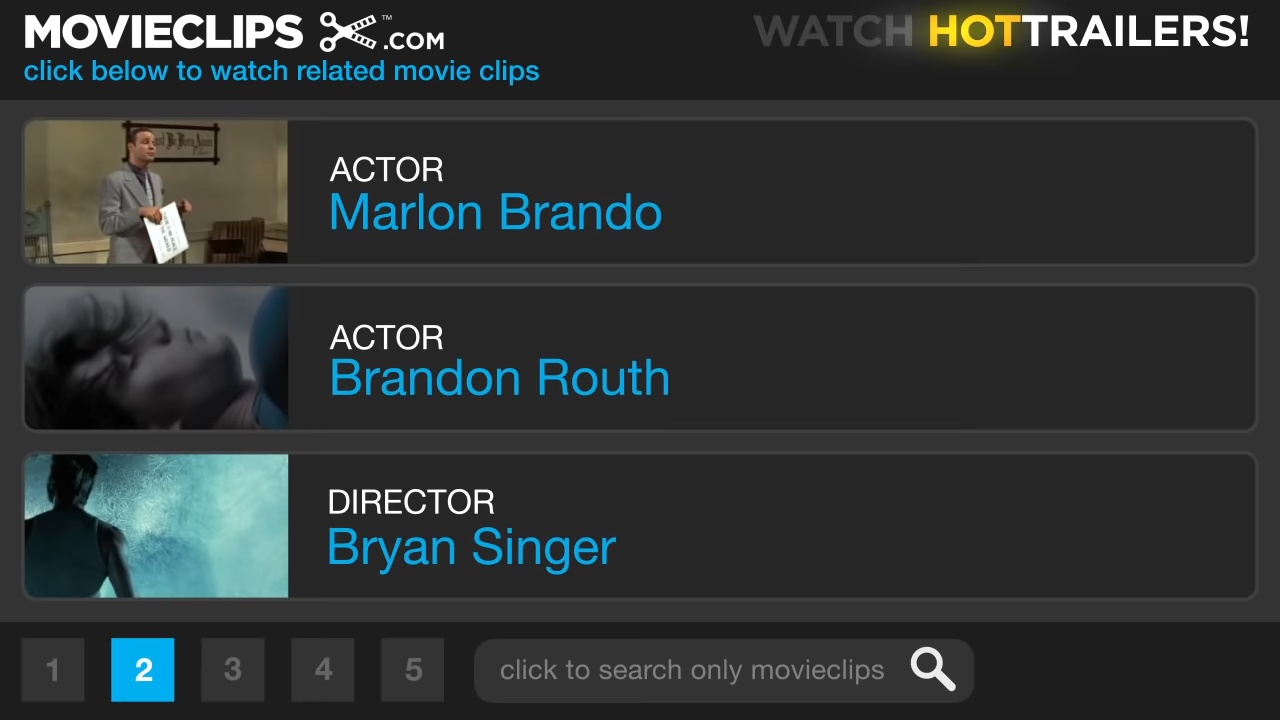 MOVIECLIPS ™ .COM
click below to watch related movie clips
WATCH HOTTRAILERS!
ACTOR
Marlon Brando
ACTOR
Brandon Routh
DIRECTOR
Bryan Singer
1 2 3 4 5
click to search only movieclips